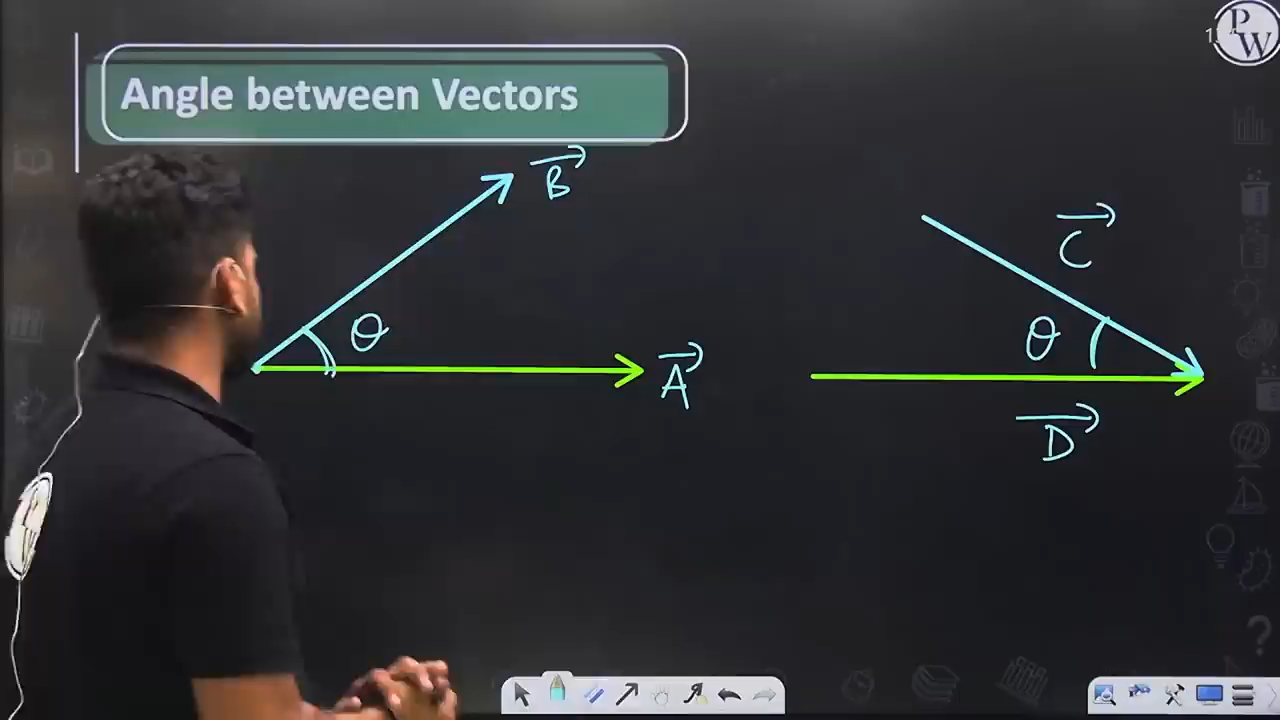 Angle between Vectors
PW
B
C
θ
θ
A
D
?